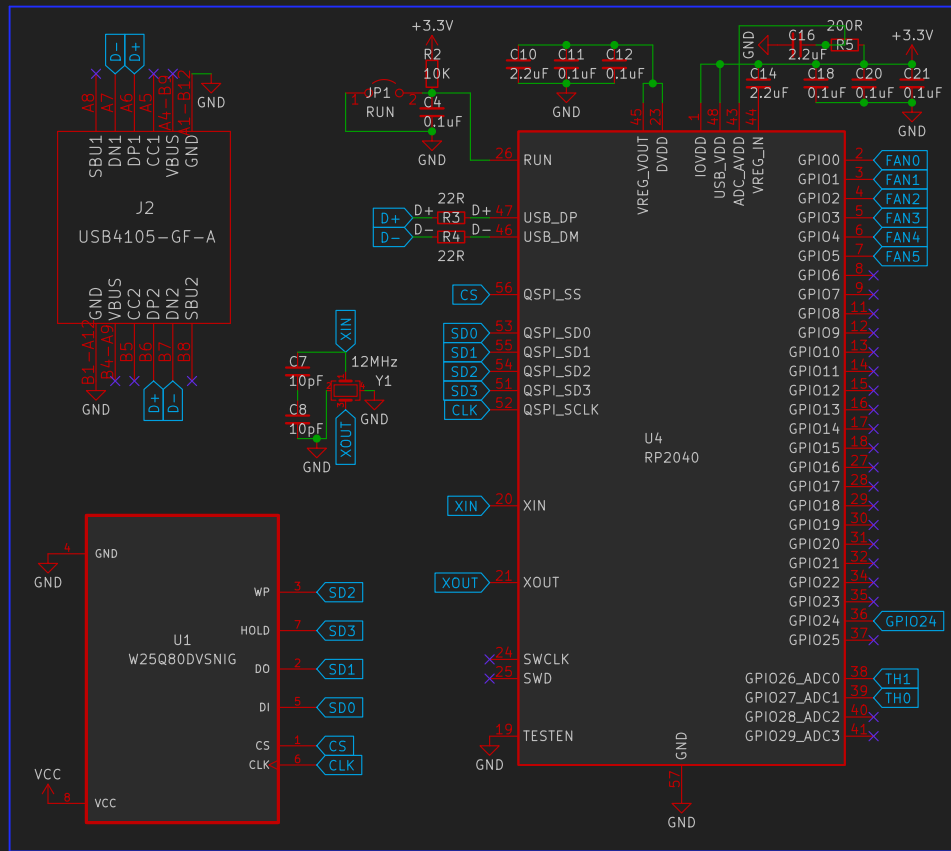 D-
D+
A8
A7
A6
A5
A4-B9
A1-B12
GND
SBU1
DN1
DP1
CC1
VBUS
GND
J2
USB4105-GF-A
GND
VBUS
CC2
DP2
DN2
SBU2
B1-A12
B4-A9
B5
B6
B7
B8
GND
D+
D-
+3.3V
R2
10K
JP1
1
2
RUN
C4
0.1uF
GND
C10
2.2uF
C11
0.1uF
C12
0.1uF
GND
GND
C16
2.2uF
200R
R5
+3.3V
C14
2.2uF
C18
0.1uF
C20
0.1uF
C21
0.1uF
GND
45
23
1
48
43
44
VREG_VOUT
DVDD
IOVDD
USB_VDD
ADC_AVDD
VREG_IN
26 RUN
22R
D+ D+ R3 D+ 47 USB_DP
D- D- R4 D- 46 USB_DM
22R
CS 56 QSPI_SS
SD0 53 QSPI_SD0
SD1 55 QSPI_SD1
SD2 54 QSPI_SD2
SD3 51 QSPI_SD3
CLK 52 QSPI_SCLK
U4
RP2040
XIN 20 XIN
XOUT 21 XOUT
24 SWCLK
25 SWD
19 TESTEN
GND
GND
57
GND
GPIO0 2 FAN0
GPIO1 3 FAN1
GPIO2 4 FAN2
GPIO3 5 FAN3
GPIO4 6 FAN4
GPIO5 7 FAN5
GPIO6 8
GPIO7 9
GPIO8 11
GPIO9 12
GPIO10 13
GPIO11 14
GPIO12 15
GPIO13 16
GPIO14 17
GPIO15 18
GPIO16 27
GPIO17 28
GPIO18 29
GPIO19 30
GPIO20 31
GPIO21 32
GPIO22 34
GPIO23 35
GPIO24 36 GPIO24
GPIO25 37
GPIO26_ADC0 38 TH1
GPIO27_ADC1 39 TH0
GPIO28_ADC2 40
GPIO29_ADC3 41
XIN
C7
10pF
12MHz
Y1
C8
10pF
GND
XOUT
GND
4 GND
GND
WP 3 SD2
HOLD 7 SD3
U1
W25Q80DVSNIG
DO 2 SD1
DI 5 SD0
CS 1 CS
CLK 6 CLK
VCC
8 VCC